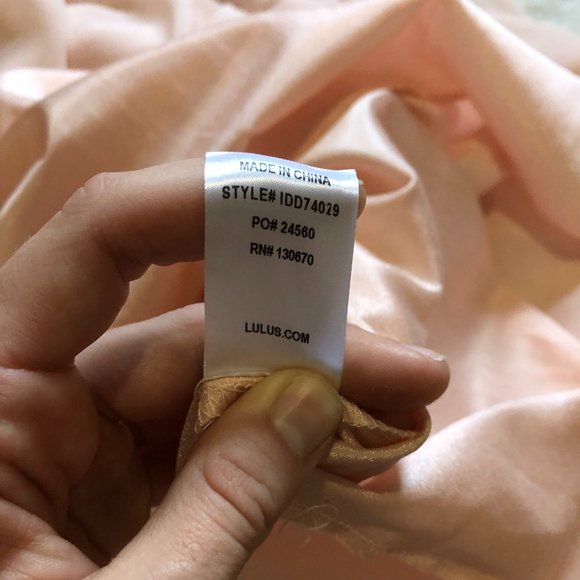 MADE IN CHINA
STYLE# IDD74029
PO# 24560
RN# 130670
LULUS.COM